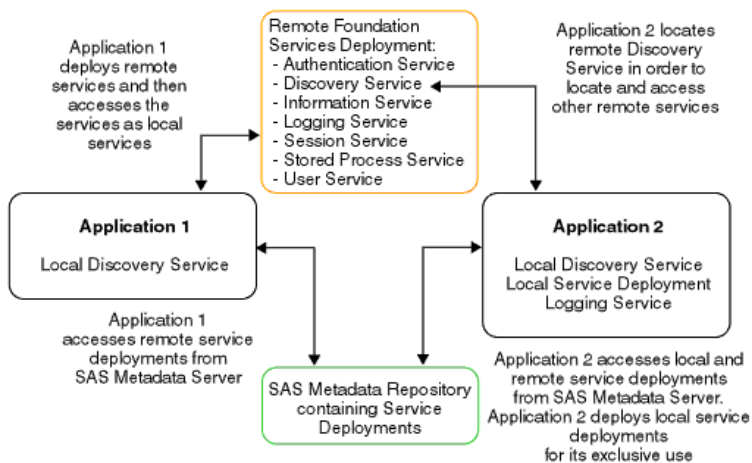 Application 1
deploys remote
services and then
accesses the
services as local
services
Remote Foundation
Services Deployment:
- Authentication Service
- Discovery Service
- Information Service
- Logging Service
- Session Service
- Stored Process Service
- User Service
Application 2 locates
remote Discovery
Service in order to
locate and access
other remote services
Application 1
Local Discovery Service
Application 2
Local Discovery Service
Local Service Deployment
Logging Service
Application 1
accesses remote service
deployments from
SAS Metadata Server
SAS Metadata Repository
containing Service
Deployments
Application 2 accesses local and
remote service deployments
from SAS Metadata Server.
Application 2 deploys local service
deployments
for its exclusive use